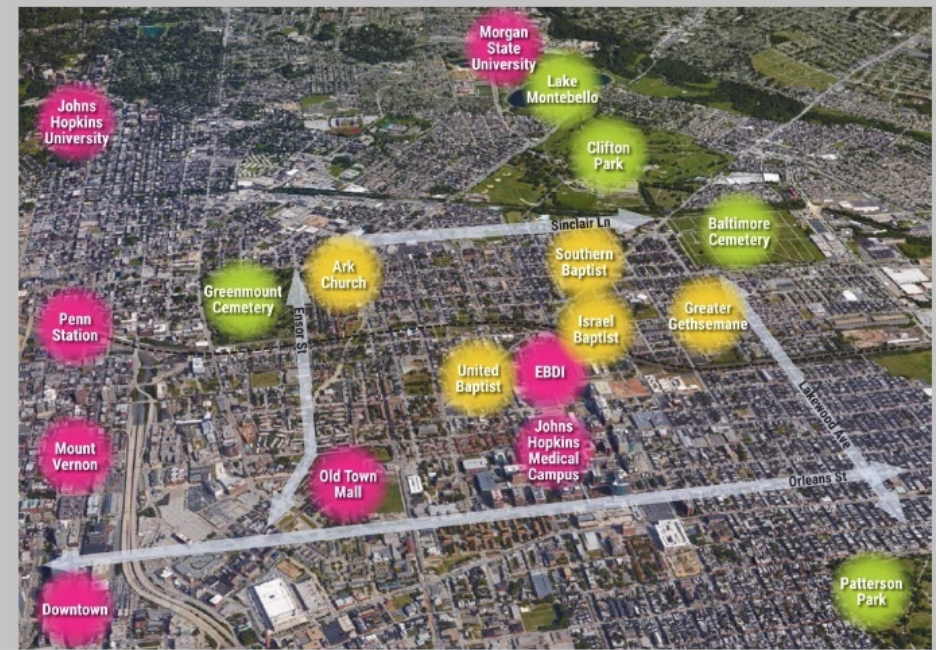 Morgan
State
University
Lake
Montebello
Johns
Hopkins
University
Clifton
Park
Sinclair Ln
Baltimore
Cemetery
Southern
Baptist
Ark
Church
Greenmount
Cemetery
Ensor St
Penn
Station
Israel
Baptist
Greater
Gethsemane
United
Baptist
EBDI
Lakewood Ave
Johns
Hopkins
Medical
Campus
Mount
Vernon
Old Town
Mall
Orleans St
Patterson
Park
Downtown